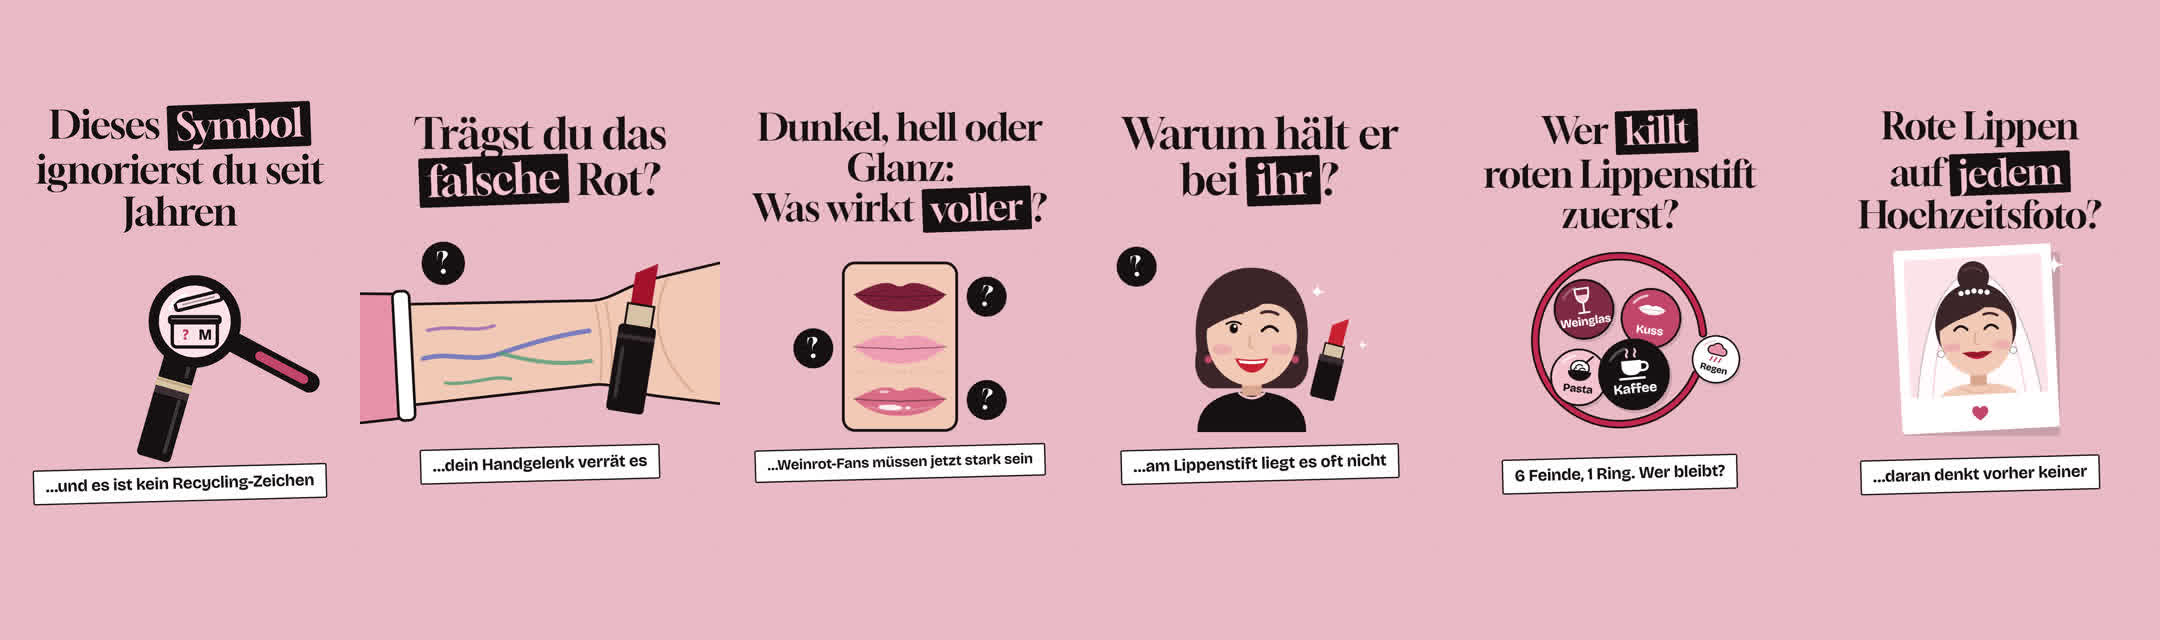 Dieses Symbol
ignorierst du seit
Jahren
? M
...und es ist kein Recycling-Zeichen
Trägst du das
falsche Rot?
?
...dein Handgelenk verrät es
Dunkel, hell oder
Glanz:
Was wirkt voller?
?
?
?
...Weinrot-Fans müssen jetzt stark sein
Warum hält er
bei ihr?
?
...am Lippenstift liegt es oft nicht
Wer killt
roten Lippenstift
zuerst?
Weinglas
Kuss
Regen
Pasta
Kaffee
6 Feinde, 1 Ring. Wer bleibt?
Rote Lippen
auf jedem
Hochzeitsfoto?
...daran denkt vorher keiner